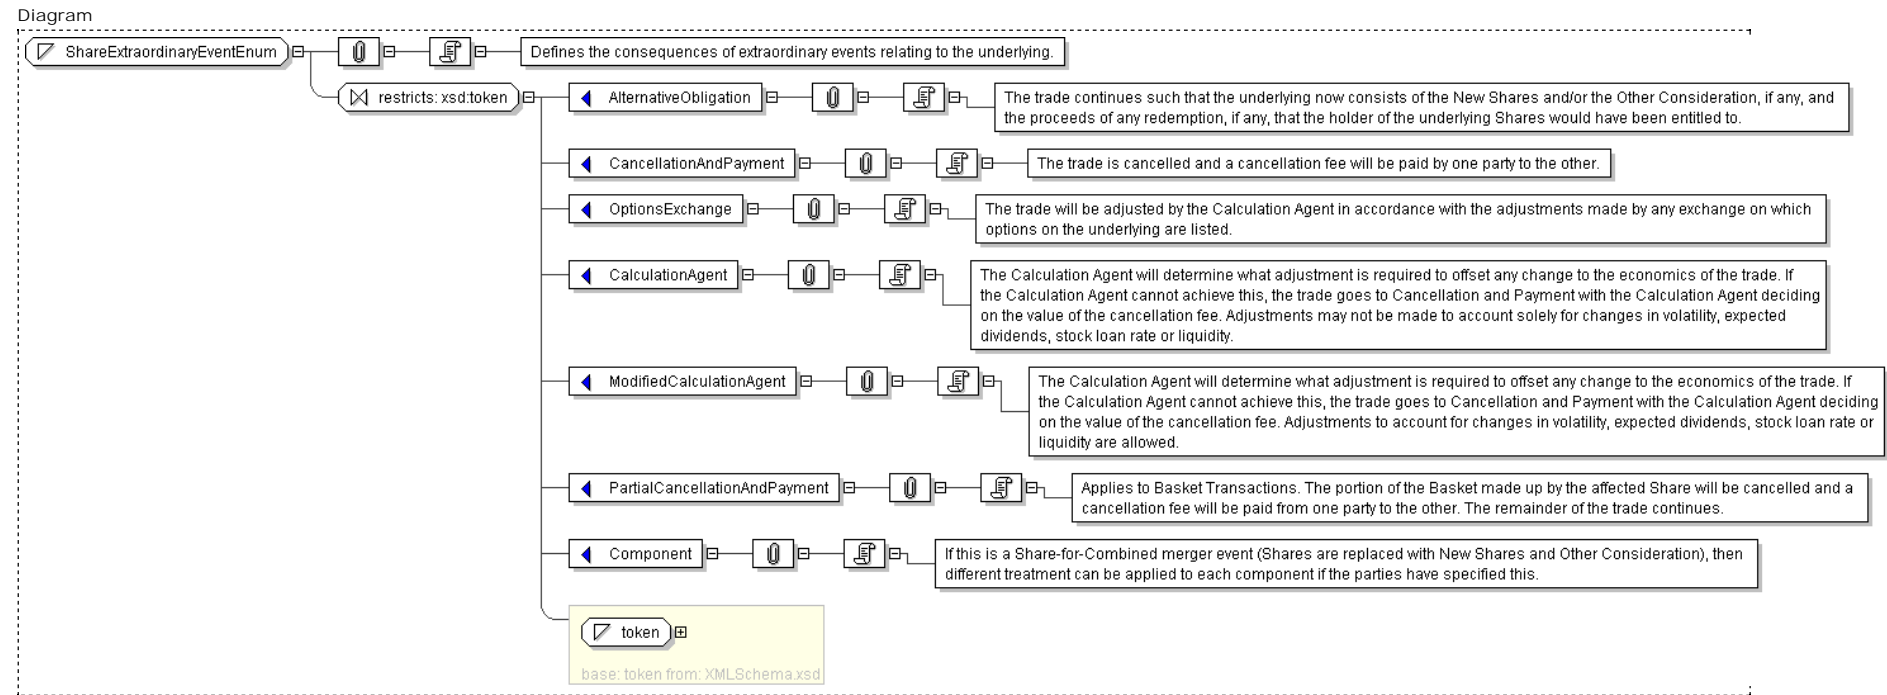 Diagram
ShareExtraordinaryEventEnum
Defines the consequences of extraordinary events relating to the underlying.
restricts: xsd:token
AlternativeObligation
The trade continues such that the underlying now consists of the New Shares and/or the Other Consideration, if any, and
the proceeds of any redemption, if any, that the holder of the underlying Shares would have been entitled to.
CancellationAndPayment
The trade is cancelled and a cancellation fee will be paid by one party to the other.
OptionsExchange
The trade will be adjusted by the Calculation Agent in accordance with the adjustments made by any exchange on which
options on the underlying are listed.
CalculationAgent
The Calculation Agent will determine what adjustment is required to offset any change to the economics of the trade. If
the Calculation Agent cannot achieve this, the trade goes to Cancellation and Payment with the Calculation Agent deciding
on the value of the cancellation fee. Adjustments may not be made to account solely for changes in volatility, expected
dividends, stock loan rate or liquidity.
ModifiedCalculationAgent
The Calculation Agent will determine what adjustment is required to offset any change to the economics of the trade. If
the Calculation Agent cannot achieve this, the trade goes to Cancellation and Payment with the Calculation Agent deciding
on the value of the cancellation fee. Adjustments to account for changes in volatility, expected dividends, stock loan rate or
liquidity are allowed.
PartialCancellationAndPayment
Applies to Basket Transactions. The portion of the Basket made up by the affected Share will be cancelled and a
cancellation fee will be paid from one party to the other. The remainder of the trade continues.
Component
If this is a Share-for-Combined merger event (Shares are replaced with New Shares and Other Consideration), then
different treatment can be applied to each component if the parties have specified this.
token
base: token from: XMLSchema.xsd